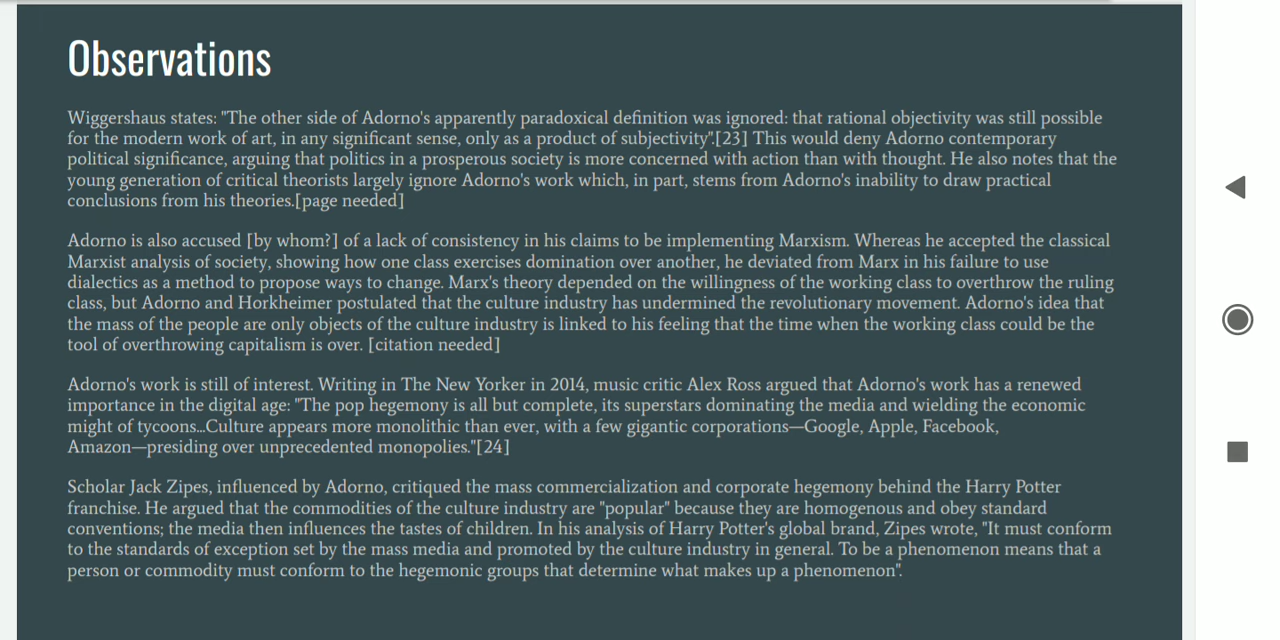 Observations
Wiggershaus states: "The other side of Adorno's apparently paradoxical definition was ignored: that rational objectivity was still possible
for the modern work of art, in any significant sense, only as a product of subjectivity".[23] This would deny Adorno contemporary
political significance, arguing that politics in a prosperous society is more concerned with action than with thought. He also notes that the
young generation of critical theorists largely ignore Adorno's work which, in part, stems from Adorno's inability to draw practical
conclusions from his theories.[page needed]
Adorno is also accused [by whom?] of a lack of consistency in his claims to be implementing Marxism. Whereas he accepted the classical
Marxist analysis of society, showing how one class exercises domination over another, he deviated from Marx in his failure to use
dialectics as a method to propose ways to change. Marx's theory depended on the willingness of the working class to overthrow the ruling
class, but Adorno and Horkheimer postulated that the culture industry has undermined the revolutionary movement. Adorno's idea that
the mass of the people are only objects of the culture industry is linked to his feeling that the time when the working class could be the
tool of overthrowing capitalism is over. [citation needed]
Adorno's work is still of interest. Writing in The New Yorker in 2014, music critic Alex Ross argued that Adorno's work has a renewed
importance in the digital age: "The pop hegemony is all but complete, its superstars dominating the media and wielding the economic
might of tycoons...Culture appears more monolithic than ever, with a few gigantic corporations—Google, Apple, Facebook,
Amazon—presiding over unprecedented monopolies."[24]
Scholar Jack Zipes, influenced by Adorno, critiqued the mass commercialization and corporate hegemony behind the Harry Potter
franchise. He argued that the commodities of the culture industry are "popular" because they are homogenous and obey standard
conventions; the media then influences the tastes of children. In his analysis of Harry Potter's global brand, Zipes wrote, "It must conform
to the standards of exception set by the mass media and promoted by the culture industry in general. To be a phenomenon means that a
person or commodity must conform to the hegemonic groups that determine what makes up a phenomenon".